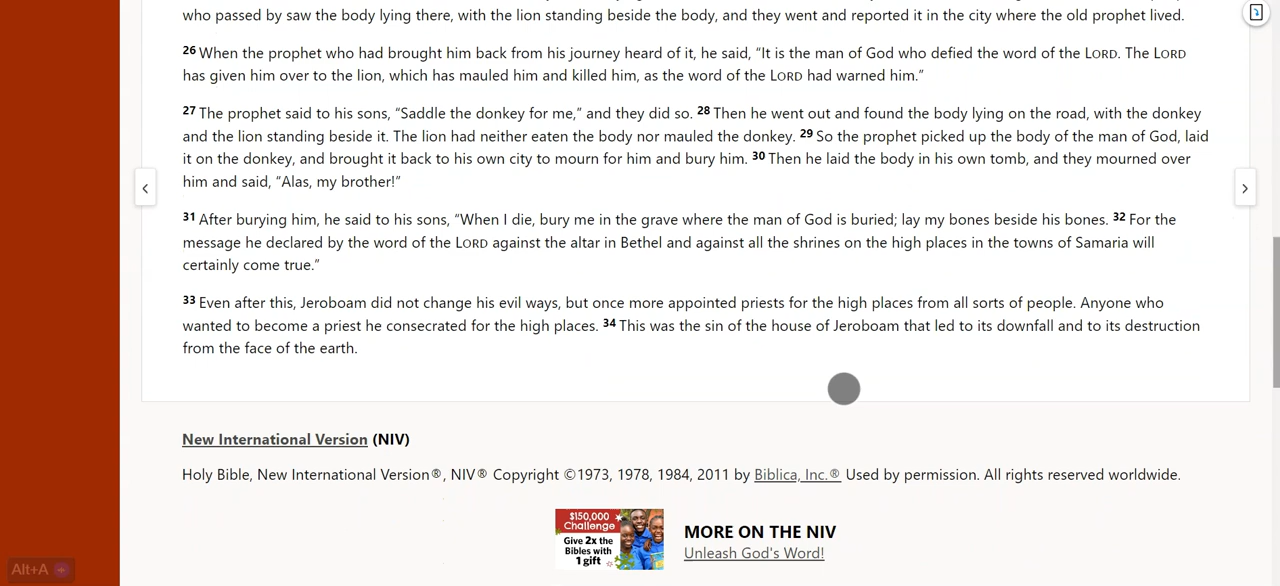 who passed by saw the body lying there, with the lion standing beside the body, and they went and reported it in the city where the old prophet lived.
26 When the prophet who had brought him back from his journey heard of it, he said, “It is the man of God who defied the word of the LORD. The LORD
has given him over to the lion, which has mauled him and killed him, as the word of the LORD had warned him.”
27 The prophet said to his sons, “Saddle the donkey for me,” and they did so. 28 Then he went out and found the body lying on the road, with the donkey
and the lion standing beside it. The lion had neither eaten the body nor mauled the donkey. 29 So the prophet picked up the body of the man of God, laid
it on the donkey, and brought it back to his own city to mourn for him and bury him. 30 Then he laid the body in his own tomb, and they mourned over
him and said, “Alas, my brother!”
31 After burying him, he said to his sons, “When I die, bury me in the grave where the man of God is buried; lay my bones beside his bones. 32 For the
message he declared by the word of the LORD against the altar in Bethel and against all the shrines on the high places in the towns of Samaria will
certainly come true.”
33 Even after this, Jeroboam did not change his evil ways, but once more appointed priests for the high places from all sorts of people. Anyone who
wanted to become a priest he consecrated for the high places. 34 This was the sin of the house of Jeroboam that led to its downfall and to its destruction
from the face of the earth.
New International Version (NIV)
Holy Bible, New International Version®, NIV® Copyright ©1973, 1978, 1984, 2011 by Biblica, Inc.® Used by permission. All rights reserved worldwide.
$150,000
Challenge
Give 2x the
Bibles with
1 gift
MORE ON THE NIV
Unleash God's Word!
Alt+A